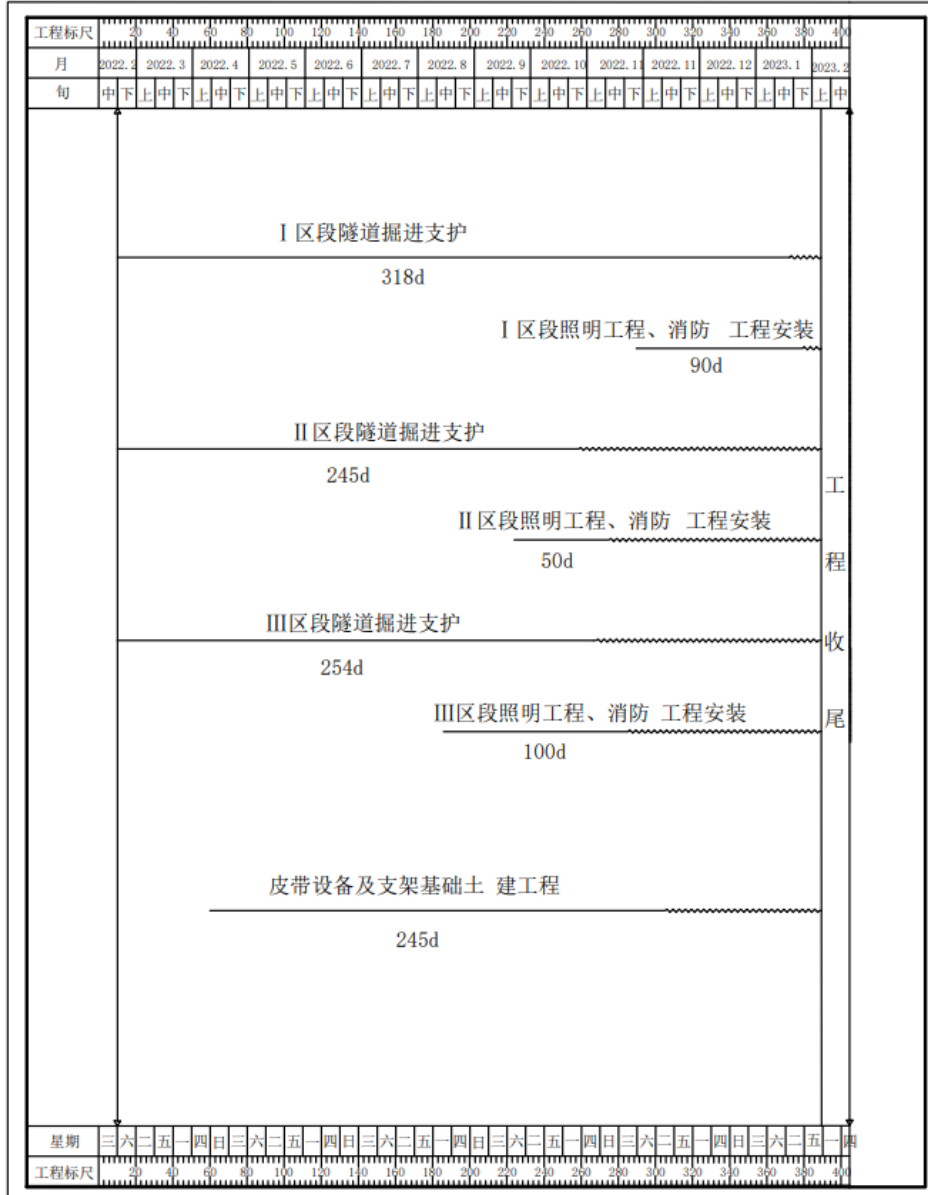 工程标尺 20 40 60 80 100 120 140 160 180 200 220 240 260 280 300 320 340 360 380 400
月 2022.2 2022.3 2022.4 2022.5 2022.6 2022.7 2022.8 2022.9 2022.10 2022.11 2022.11 2022.12 2023.1 2023.2
旬 中 下 上 中 下 上 中 下 上 中 下 上 中 下 上 中 下 上 中 下 上 中 下 上 中 下 上 中 下 上 中 下 上 中 下 上 中 下 上 中
Ⅰ区段隧道掘进支护
318d
Ⅰ区段照明工程、消防 工程安装
90d
Ⅱ区段隧道掘进支护
245d
Ⅱ区段照明工程、消防 工程安装
50d
Ⅲ区段隧道掘进支护
254d
Ⅲ区段照明工程、消防 工程安装
100d
皮带设备及支架基础土 建工程
245d
工程收尾
星期 三 六 二 五 一 四 日 三 六 二 五 一 四 日 三 六 二 五 一 四 日 三 六 二 五 一 四 日 三 六 二 五 一 四 日 三 六 二 五 一 四
工程标尺 20 40 60 80 100 120 140 160 180 200 220 240 260 280 300 320 340 360 380 400